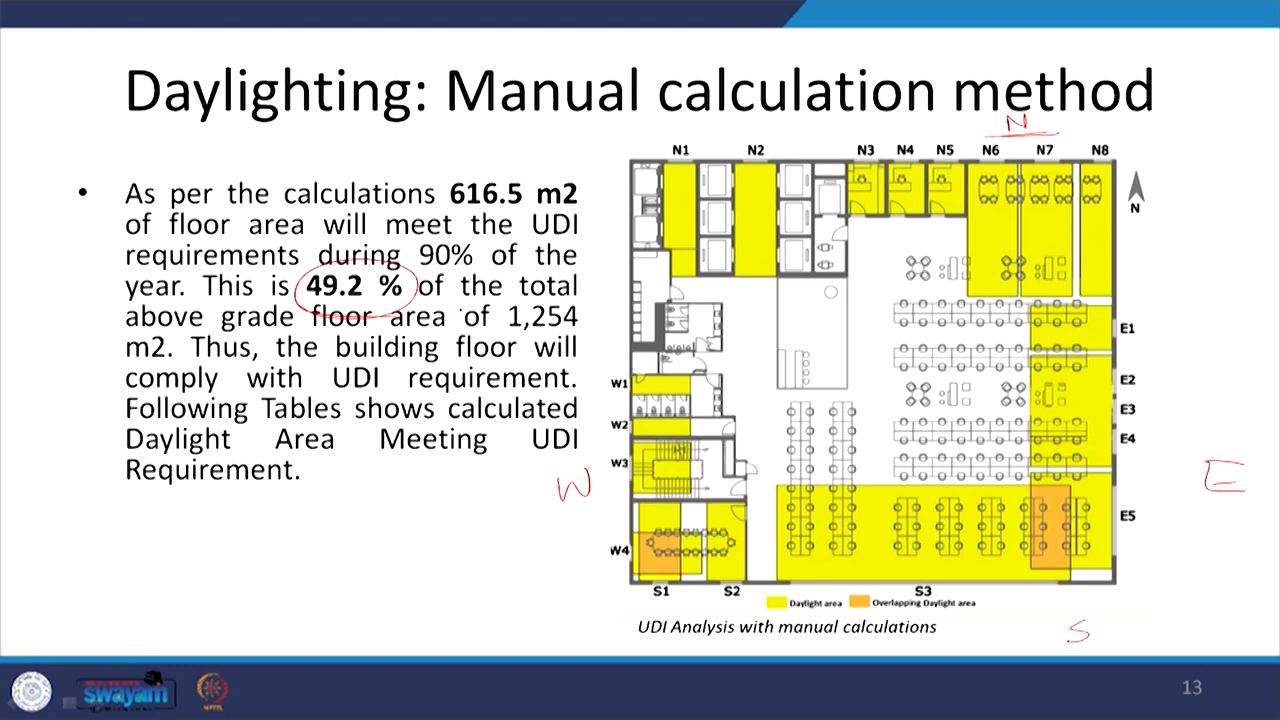 Daylighting: Manual calculation method
• As per the calculations 616.5 m2
of floor area will meet the UDI
requirements during 90% of the
year. This is 49.2 % of the total
above grade floor area of 1,254
m2. Thus, the building floor will
comply with UDI requirement.
Following Tables shows calculated
Daylight Area Meeting UDI
Requirement.
N
N1 N2 N3 N4 N5 N6 N7 N8
N
E1
E2
E3
E4
E5
E
W1
W2
W3
W4
W
S1 S2 S3
Daylight area Overlapping Daylight area
UDI Analysis with manual calculations
S
swayam
13